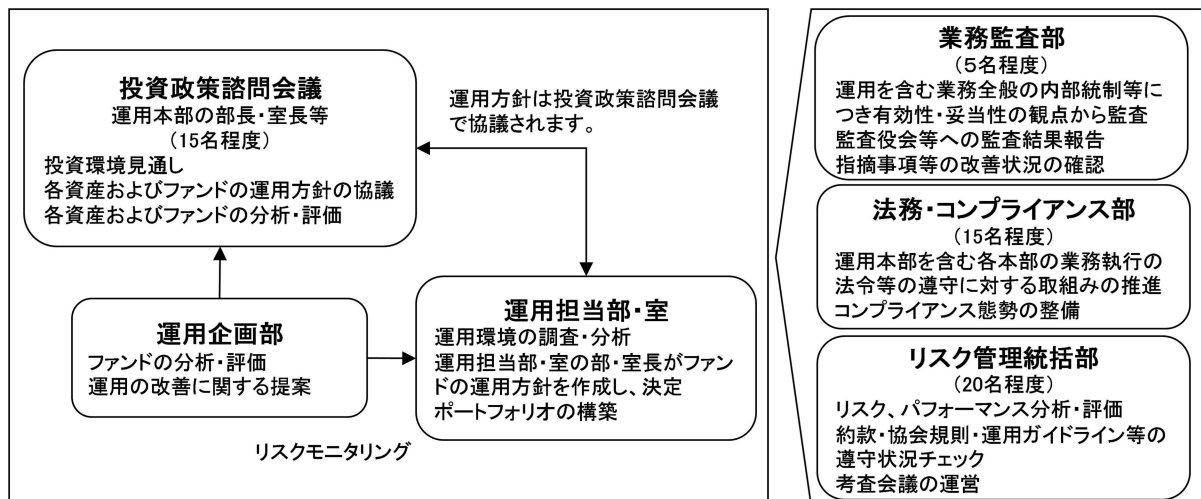 投資政策諮問会議
運用本部の部長・室長等
(15名程度)
投資環境見通し
各資産およびファンドの運用方針の協議
各資産およびファンドの分析・評価
運用方針は投資政策諮問会議
で協議されます。
運用企画部
ファンドの分析・評価
運用の改善に関する提案
運用担当部・室
運用環境の調査・分析
運用担当部・室の部・室長がファン
ドの運用方針を作成し、決定
ポートフォリオの構築
リスクモニタリング
業務監査部
(5名程度)
運用を含む業務全般の内部統制等に
つき有効性・妥当性の観点から監査
監査役会等への監査結果報告
指摘事項等の改善状況の確認
法務・コンプライアンス部
(15名程度)
運用本部を含む各本部の業務執行の
法令等の遵守に対する取組みの推進
コンプライアンス態勢の整備
リスク管理統括部
(20名程度)
リスク、パフォーマンス分析・評価
約款・協会規則・運用ガイドライン等の
遵守状況チェック
考査会議の運営